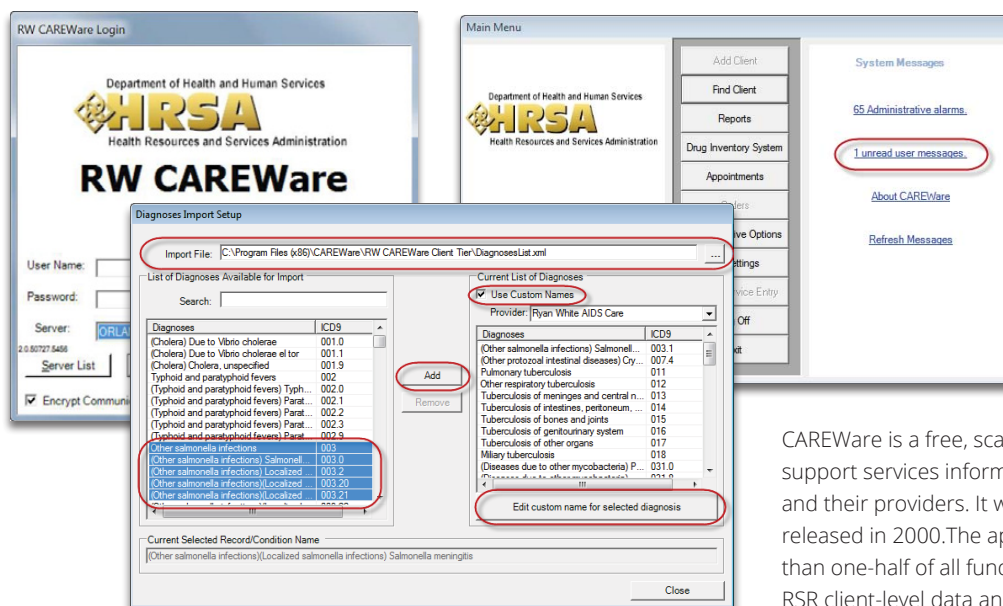 RW CAREWare Login
Department of Health and Human Services
HRSA
Health Resources and Services Administration
RW CAREWare
User Name:
Password:
Server:
2.0.50727.5456
Server List
Encrypt
Main Menu
Department of Health and Human Services
HRSA
Health Resources and Services Administration
Add Client
Find Client
Reports
Drug Inventory System
Appointments
Options
Entry
Off
System Messages
65 Administrative alarms.
1 unread user messages.
About CAREWare
Refresh Messages
Diagnoses Import Setup
Import File: C:\Program Files (x86)\CAREWare\RW CAREWare Client Tier\DiagnosesList.xml ...
List of Diagnoses Available for Import
Search:
Diagnoses ICD9
(Cholera) Due to Vibrio cholerae 001.0
(Cholera) Due to Vibrio cholerae el tor 001.1
(Cholera) Cholera, unspecified 001.9
Typhoid and paratyphoid fevers 002
(Typhoid and paratyphoid fevers) Typh... 002.0
(Typhoid and paratyphoid fevers) Parat... 002.1
(Typhoid and paratyphoid fevers) Parat... 002.2
(Typhoid and paratyphoid fevers) Parat... 002.3
(Typhoid and paratyphoid fevers) Parat... 002.9
Other salmonella infections 003
(Other salmonella infections) Salmonell... 003.0
(Other salmonella infections) Localized ... 003.2
(Other salmonella infections)(Localized ... 003.20
(Other salmonella infections)(Localized ... 003.21
Add
Remove
Current List of Diagnoses
Use Custom Names
Provider: Ryan White AIDS Care
Diagnoses ICD9
(Other salmonella infections) Salmonell... 003.1
(Other protozoal intestinal diseases) Cry... 007.4
Pulmonary tuberculosis 011
Other respiratory tuberculosis 012
Tuberculosis of meninges and central n... 013
Tuberculosis of intestines, peritoneum, ... 014
Tuberculosis of bones and joints 015
Tuberculosis of genitourinary system 016
Tuberculosis of other organs 017
Miliary tuberculosis 018
(Diseases due to other mycobacteria) P... 031.0
Edit custom name for selected diagnosis
Current Selected Record/Condition Name
(Other salmonella infections)(Localized salmonella infections) Salmonella meningitis
Close
CAREWare is a free, sca
support services inform
and their providers. It w
released in 2000.The ap
than one-half of all func
RSR client-level data an